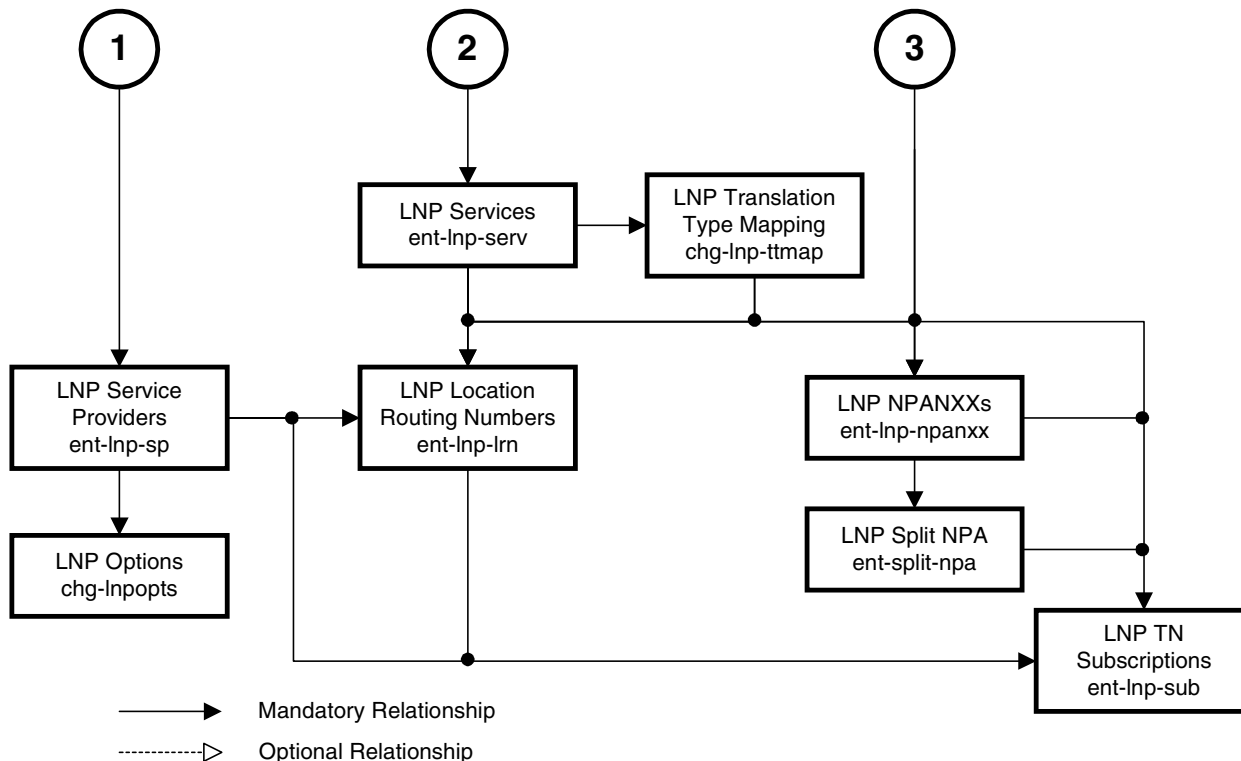 1
2
3
LNP Services
ent-lnp-serv
LNP Translation
Type Mapping
chg-lnp-ttmap
LNP Service
Providers
ent-lnp-sp
LNP Location
Routing Numbers
ent-lnp-lrn
LNP NPANXXs
ent-lnp-npanxx
LNP Options
chg-lnpopts
LNP Split NPA
ent-split-npa
LNP TN
Subscriptions
ent-lnp-sub
Mandatory Relationship
Optional Relationship